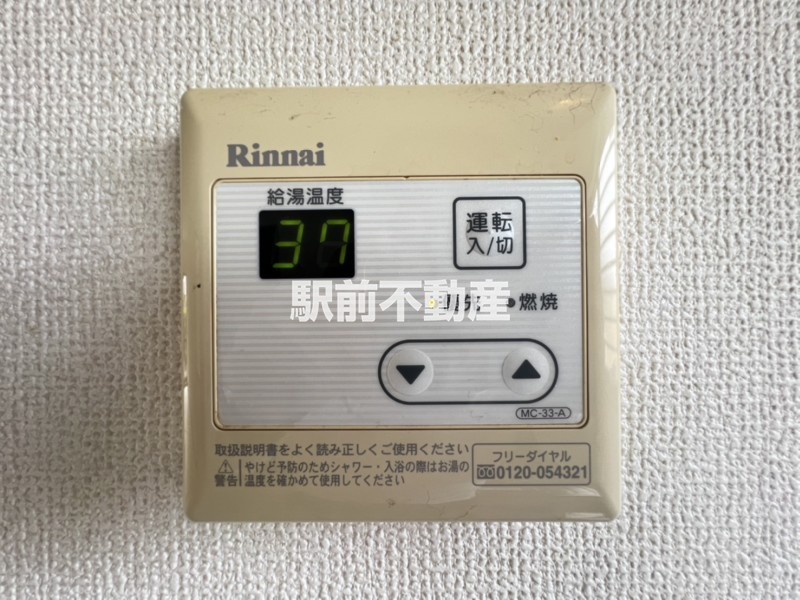 Rinnai
給湯温度
37
運転
入/切
優先
燃焼
駅前不動産
▼
▲
MC-33-A
取扱説明書をよく読み正しくご使用ください
警告
やけど予防のためシャワー・入浴の際はお湯の
温度を確かめて使用してください
フリーダイヤル
0120-054321